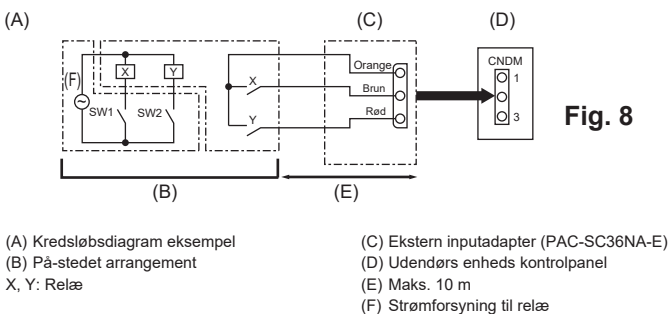 (A)
(C)
(D)
(F)
X
Y
SW1
SW2
X
Y
Orange
Brun
Rød
CNDM
1
3
Fig. 8
(B)
(E)
(A) Kredsløbsdiagram eksempel
(B) På-stedet arrangement
X, Y: Relæ
(C) Ekstern inputadapter (PAC-SC36NA-E)
(D) Udendørs enheds kontrolpanel
(E) Maks. 10 m
(F) Strømforsyning til relæ